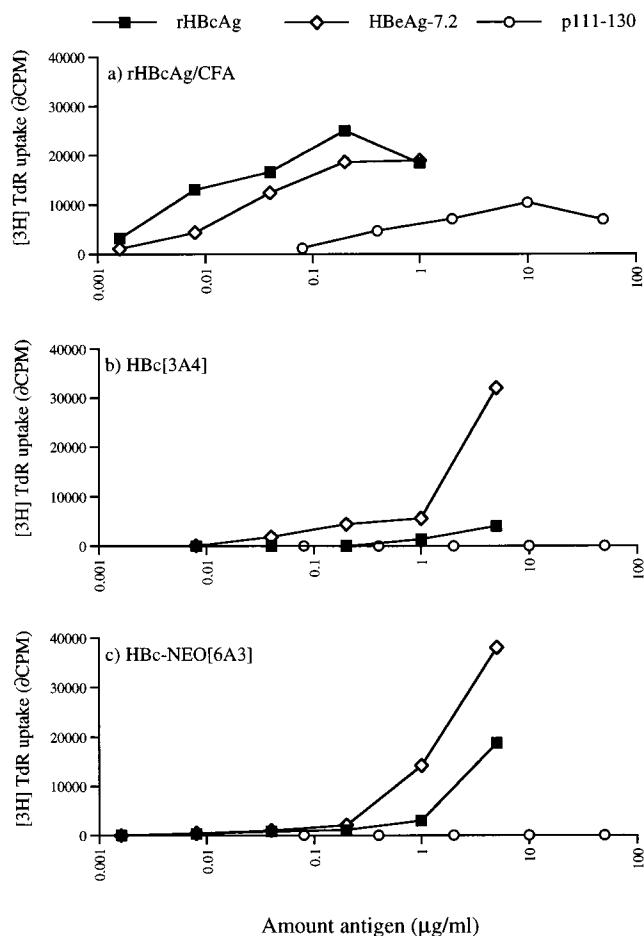 rHBcAg HBeAg-7.2 p111-130
a) rHBcAg/CFA
[3H] TdR uptake (∂CPM)
40000
30000
20000
10000
0
0.001 0.01 0.1 1 10 100
b) HBc[3A4]
[3H] TdR uptake (∂CPM)
40000
30000
20000
10000
0
0.001 0.01 0.1 1 10 100
c) HBc-NEO[6A3]
[3H] TdR uptake (∂CPM)
40000
30000
20000
10000
0
0.001 0.01 0.1 1 10 100
Amount antigen (μg/ml)